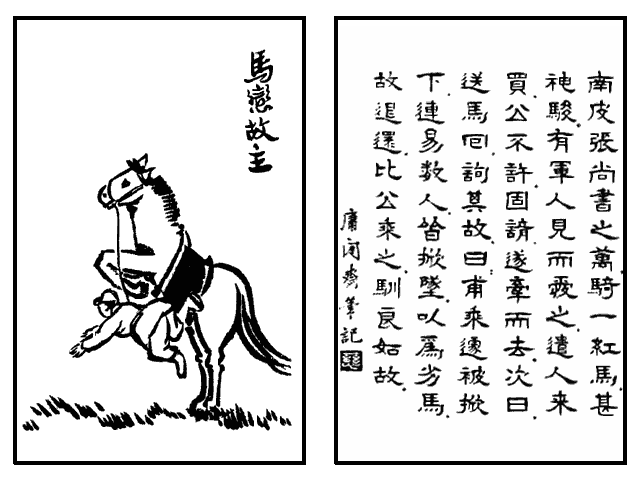 馬戀故主
南皮張尚書之萬騎一紅馬甚
神駿有軍人見而愛之遣人來
買公不許固請遂牽而去次日
送馬回詢其故曰甫乘遽被掀
下連易數人皆掀墜以爲劣馬
故退還比公乘之馴良如故
庸閒齋筆記